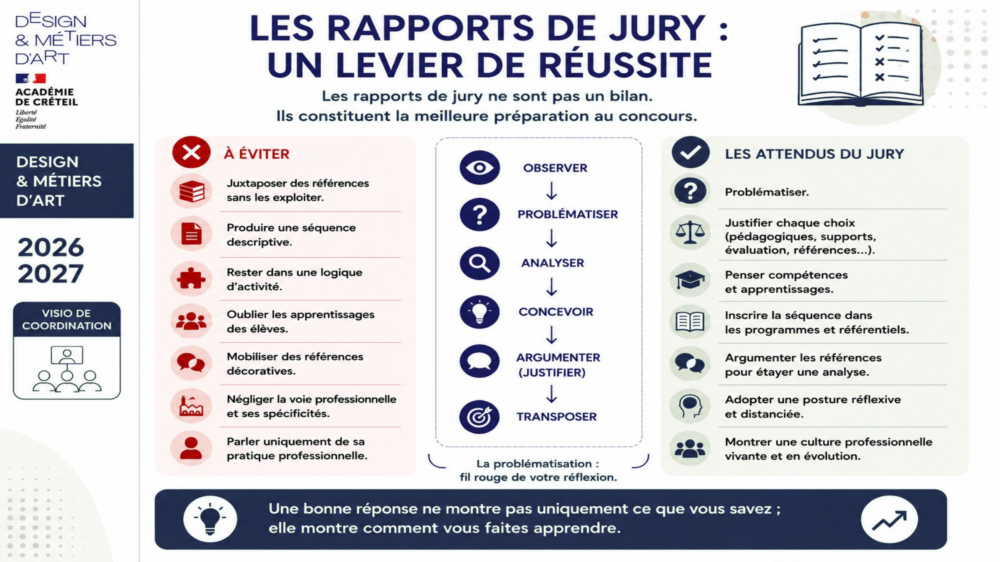 DESIGN
& MÉTIERS
D'ART
ACADÉMIE
DE CRÉTEIL
Liberté
Egalité
Fraternité
DESIGN
& MÉTIERS
D'ART
2026
2027
VISIO DE
COORDINATION
LES RAPPORTS DE JURY :
UN LEVIER DE RÉUSSITE
Les rapports de jury ne sont pas un bilan.
Ils constituent la meilleure préparation au concours.
À ÉVITER
Juxtaposer des références
sans les exploiter.
Produire une séquence
descriptive.
Rester dans une logique
d'activité.
Oublier les apprentissages
des élèves.
Mobiliser des références
décoratives.
Négliger la voie professionnelle
et ses spécificités.
Parler uniquement de sa
pratique professionnelle.
OBSERVER
PROBLÉMATISER
ANALYSER
CONCEVOIR
ARGUMENTER
(JUSTIFIER)
TRANSPOSER
La problématisation :
fil rouge de votre réflexion.
LES ATTENDUS DU JURY
Problématiser.
Justifier chaque choix
(pédagogiques, supports,
évaluation, références...).
Penser compétences
et apprentissages.
Inscrire la séquence dans
les programmes et référentiels.
Argumenter les références
pour étayer une analyse.
Adopter une posture réflexive
et distanciée.
Montrer une culture professionnelle
vivante et en évolution.
Une bonne réponse ne montre pas uniquement ce que vous savez ;
elle montre comment vous faites apprendre.